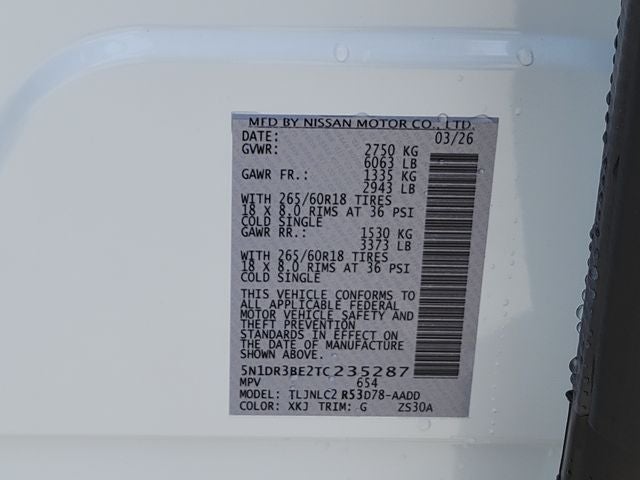 MFD BY NISSAN MOTOR CO., LTD.
DATE: 03/26
GVWR: 2750 KG
6063 LB
GAWR FR.: 1335 KG
2943 LB
WITH 265/60R18 TIRES
18 X 8.0 RIMS AT 36 PSI
COLD SINGLE
GAWR RR.: 1530 KG
3373 LB
WITH 265/60R18 TIRES
18 X 8.0 RIMS AT 36 PSI
COLD SINGLE
THIS VEHICLE CONFORMS TO
ALL APPLICABLE FEDERAL
MOTOR VEHICLE SAFETY AND
THEFT PREVENTION
STANDARDS IN EFFECT ON
THE DATE OF MANUFACTURE
SHOWN ABOVE.
5N1DR3BE2TC235287
MPV 654
MODEL: TLJNLC2 R53D78-AADD
COLOR: XKJ TRIM: G ZS30A